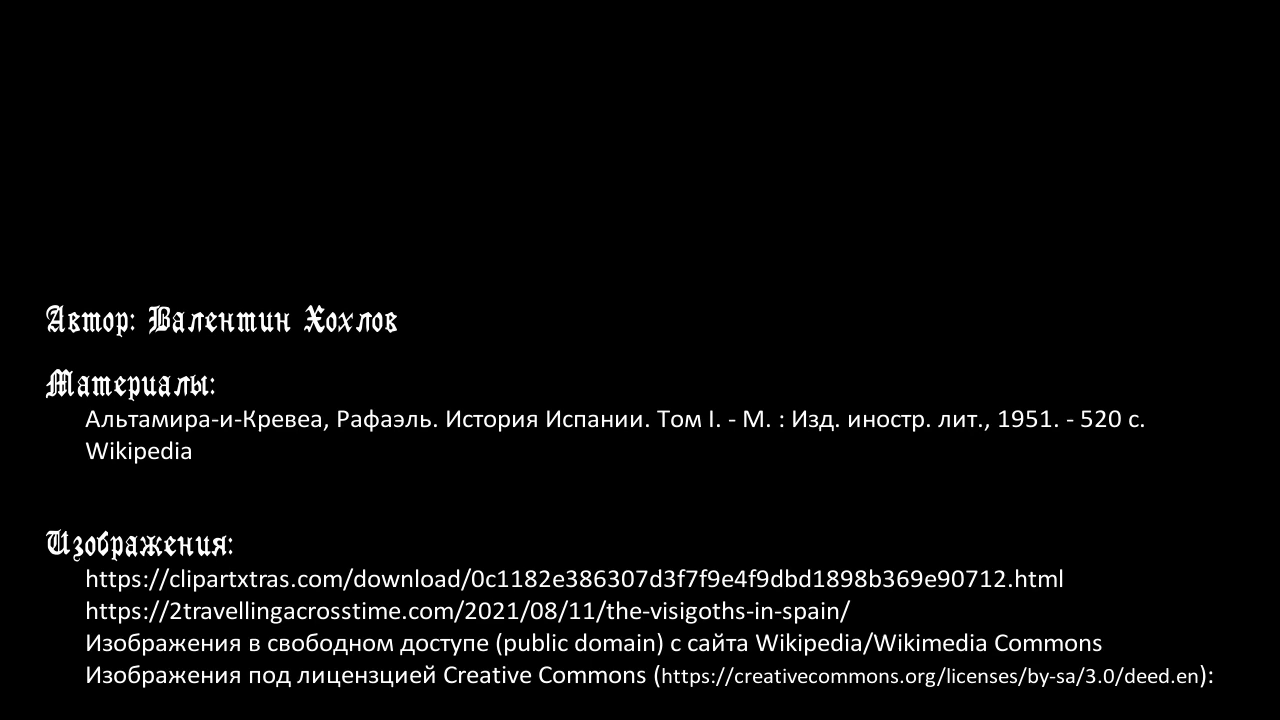 Автор: Валентин Хохлов
Материалы:
Альтамира-и-Кревеа, Рафаэль. История Испании. Том I. - М. : Изд. иностр. лит., 1951. - 520 с.
Wikipedia
Изображения:
https://clipartxtras.com/download/0c1182e386307d3f7f9e4f9dbd1898b369e90712.html
https://2travellingacrosstime.com/2021/08/11/the-visigoths-in-spain/
Изображения в свободном доступе (public domain) с сайта Wikipedia/Wikimedia Commons
Изображения под лицензцией Creative Commons (https://creativecommons.org/licenses/by-sa/3.0/deed.en):